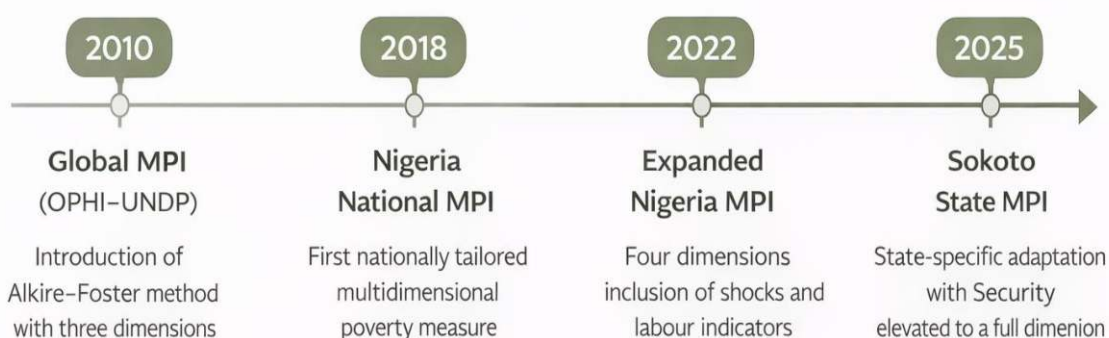 2010
Global MPI
(OPHI–UNDP)
Introduction of
Alkire–Foster method
with three dimensions
2018
Nigeria
National MPI
First nationally tailored
multidimensional
poverty measure
2022
Expanded
Nigeria MPI
Four dimensions
inclusion of shocks and
labour indicators
2025
Sokoto
State MPI
State-specific adaptation
with Security
elevated to a full dimenion